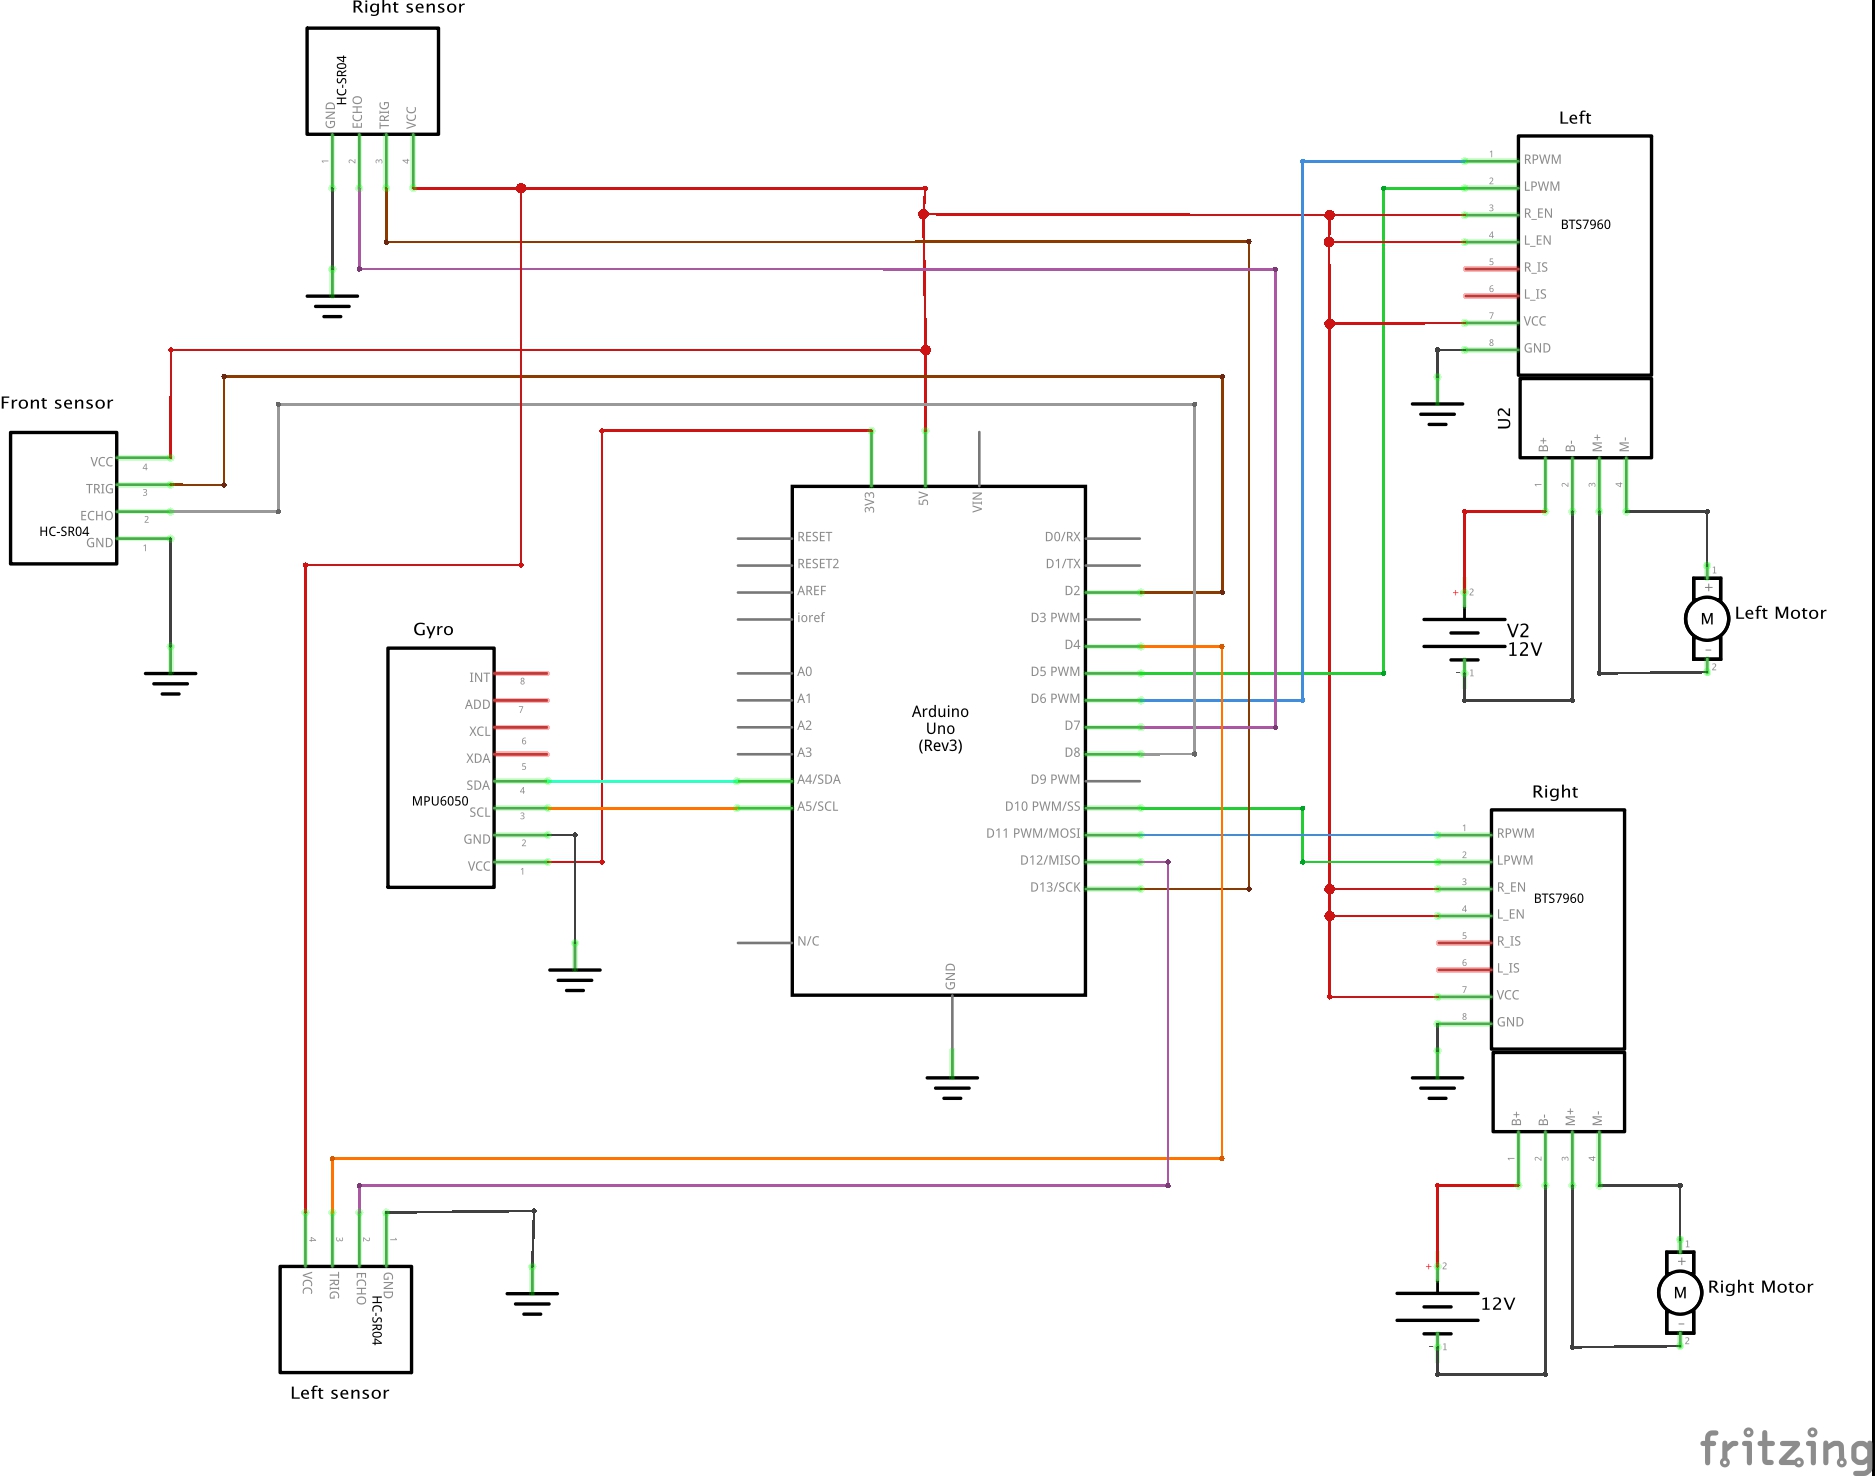 Right sensor
HC-SR04
GND
ECHO
TRIG
VCC
1
2
3
4
Front sensor
VCC
TRIG
ECHO
HC-SR04
GND
4
3
2
1
Left
RPWM
LPWM
R_EN
BTS7960
L_EN
R_IS
L_IS
VCC
GND
1
2
3
4
5
6
7
8
U2
B+
B-
M+
M-
1
2
3
4
+ 2
V2
12V
- 1
1
+
M
-
2
Left Motor
3V3
5V
VIN
RESET
RESET2
AREF
ioref
A0
A1
A2
A3
A4/SDA
A5/SCL
N/C
Arduino
Uno
(Rev3)
D0/RX
D1/TX
D2
D3 PWM
D4
D5 PWM
D6 PWM
D7
D8
D9 PWM
D10 PWM/SS
D11 PWM/MOSI
D12/MISO
D13/SCK
GND
Gyro
INT
ADD
XCL
XDA
SDA
MPU6050
SCL
GND
VCC
8
7
6
5
4
3
2
1
Right
RPWM
LPWM
R_EN
BTS7960
L_EN
R_IS
L_IS
VCC
GND
1
2
3
4
5
6
7
8
B+
B-
M+
M-
1
2
3
4
+ 2
12V
- 1
1
+
M
-
2
Right Motor
4
3
2
1
VCC
TRIG
ECHO
GND
HC-SR04
Left sensor
fritzing